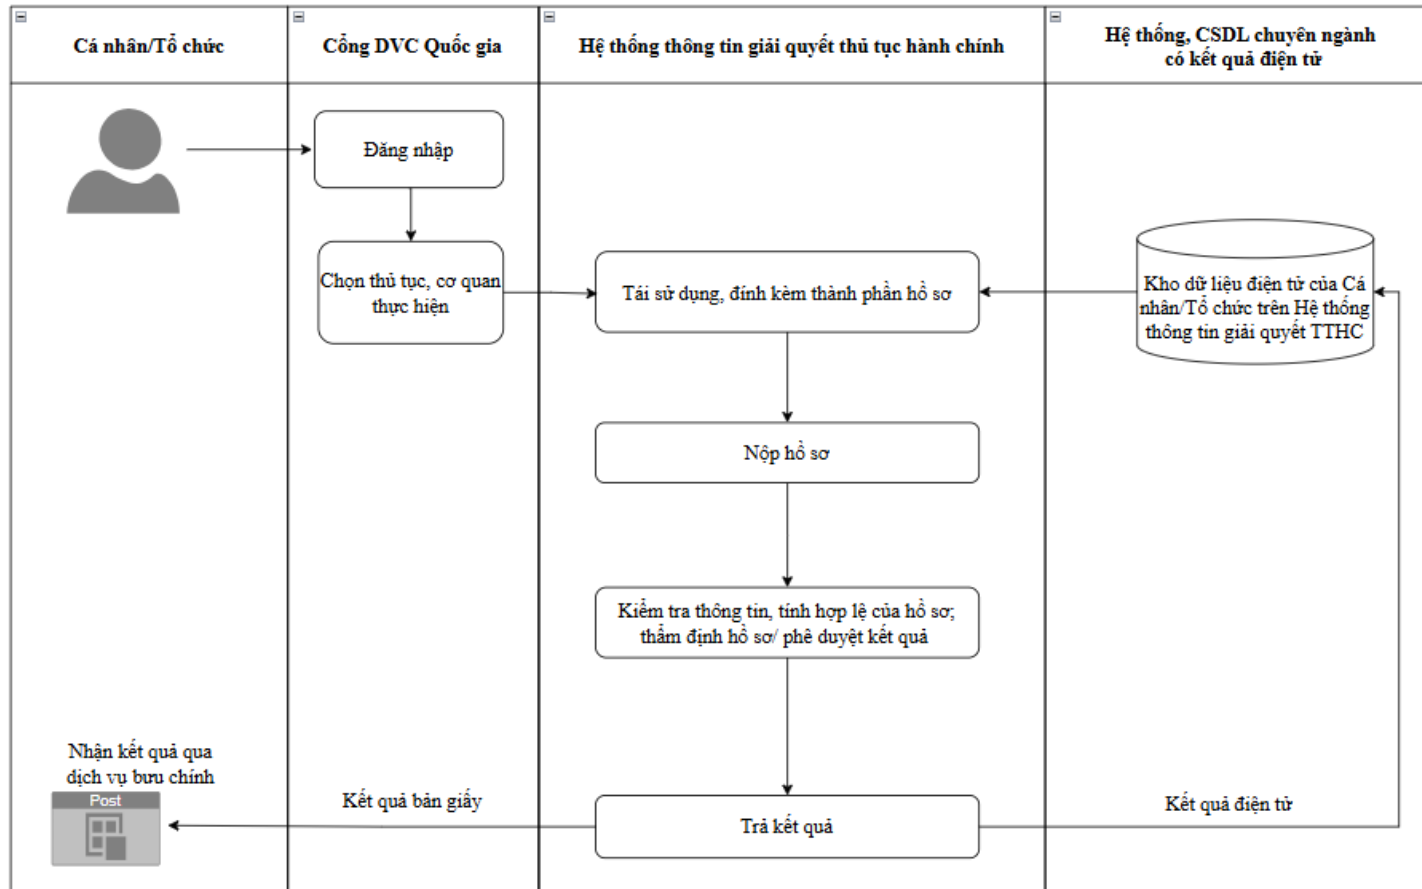 Cá nhân/Tổ chức
Cổng DVC Quốc gia
Hệ thống thông tin giải quyết thủ tục hành chính
Hệ thống, CSDL chuyên ngành
có kết quả điện tử
Đăng nhập
Chọn thủ tục, cơ quan
thực hiện
Tái sử dụng, đính kèm thành phần hồ sơ
Kho dữ liệu điện tử của Cá
nhân/Tổ chức trên Hệ thống
thông tin giải quyết TTHC
Nộp hồ sơ
Kiểm tra thông tin, tính hợp lệ của hồ sơ;
thẩm định hồ sơ/ phê duyệt kết quả
Nhận kết quả qua
dịch vụ bưu chính
Post
Kết quả bản giấy
Trả kết quả
Kết quả điện tử